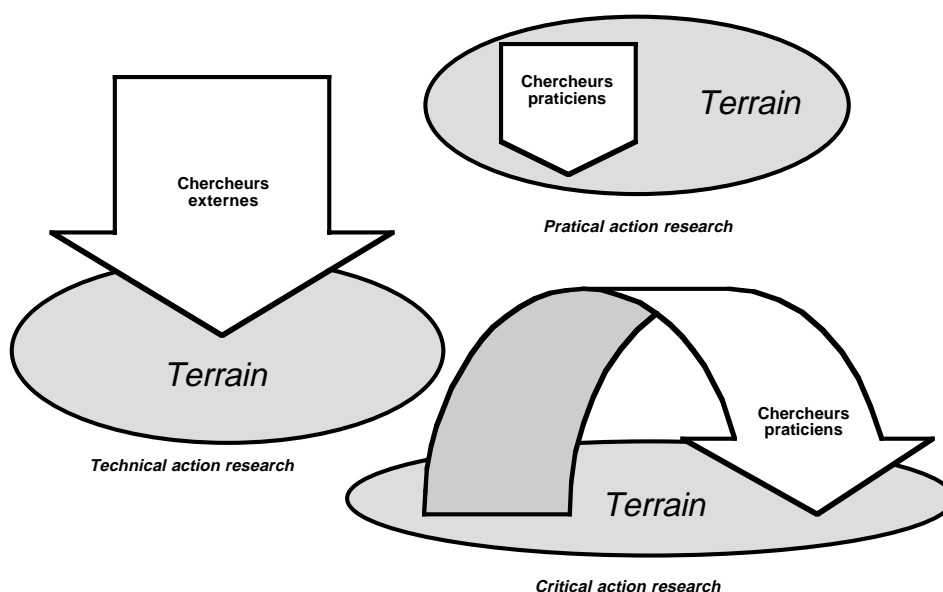 Chercheurs
externes
Terrain
Technical action research
Chercheurs
praticiens
Terrain
Pratical action research
Chercheurs
praticiens
Terrain
Critical action research